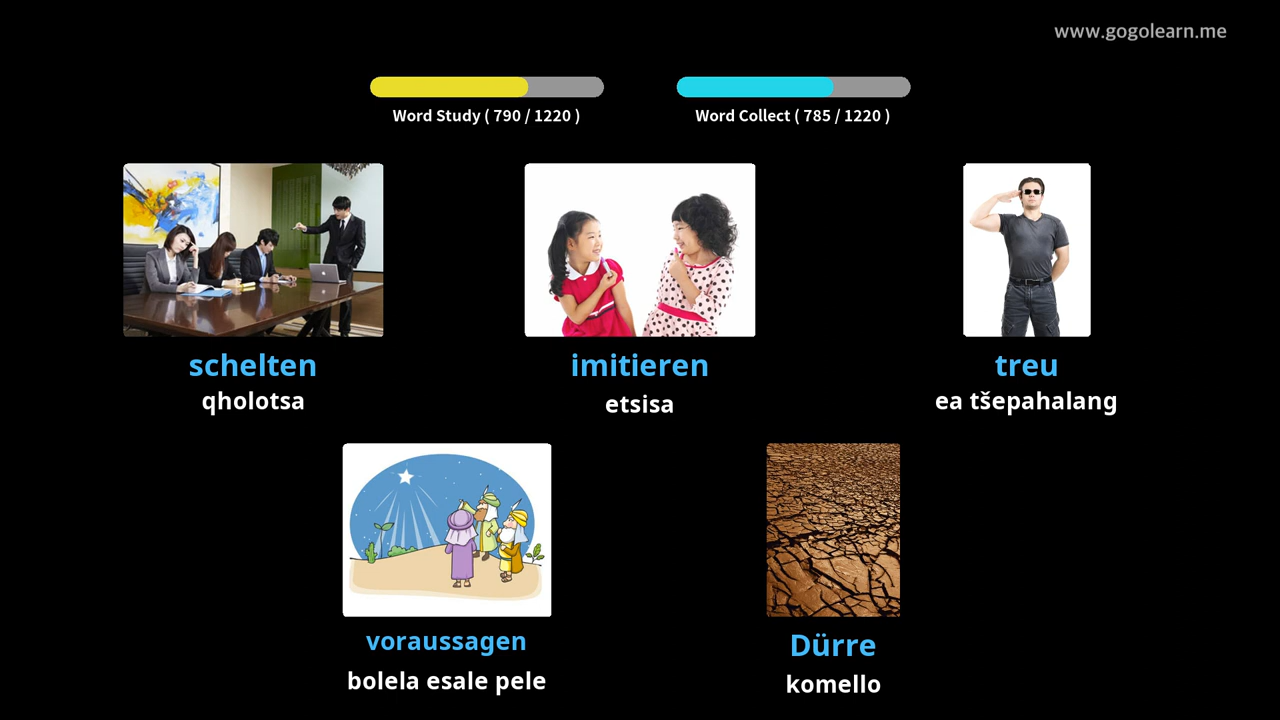 www.gogolearn.me
Word Study ( 790 / 1220 )
Word Collect ( 785 / 1220 )
schelten
qholotsa
imitieren
etsisa
treu
ea tšepahalang
voraussagen
bolela esale pele
Dürre
komello